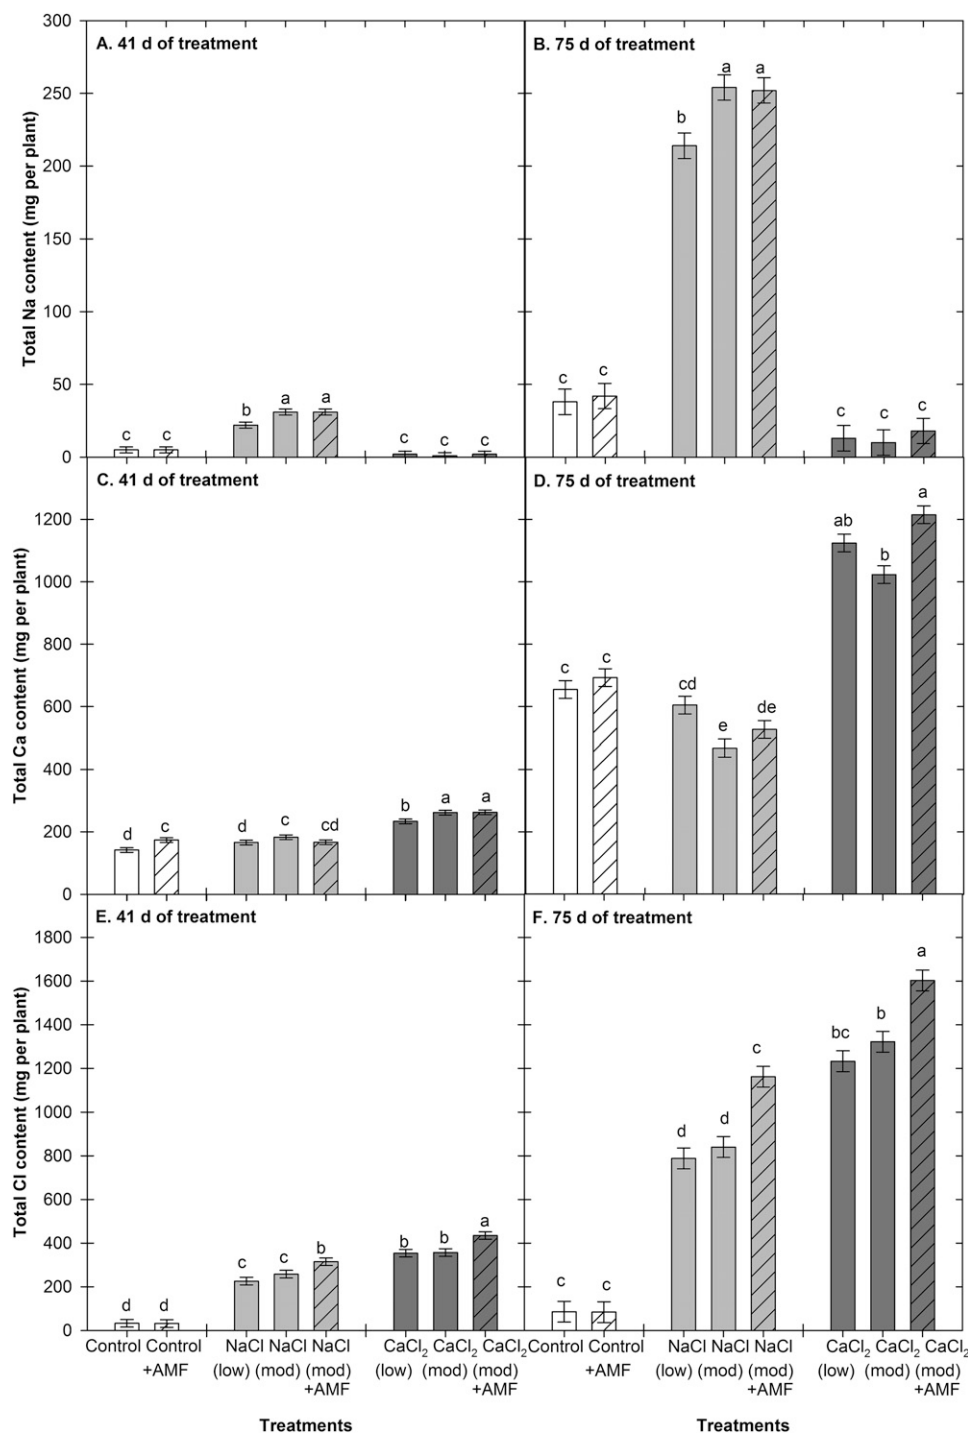 A. 41 d of treatment
B. 75 d of treatment
Total Na content (mg per plant)
300
250
200
150
100
50
0
c c b a a c c c
c c b a a c c c
C. 41 d of treatment
D. 75 d of treatment
Total Ca content (mg per plant)
1200
1000
800
600
400
200
0
d c d c cd b a a
c c cd e de ab b a
E. 41 d of treatment
F. 75 d of treatment
Total Cl content (mg per plant)
1800
1600
1400
1200
1000
800
600
400
200
0
d d c c b b b a
c c d d c bc b a
Control Control NaCl NaCl NaCl CaCl2 CaCl2 CaCl2 Control Control NaCl NaCl NaCl CaCl2 CaCl2 CaCl2
+AMF (low) (mod) (mod) (low) (mod) (mod) +AMF (low) (mod) (mod) (low) (mod) (mod)
+AMF +AMF +AMF +AMF
Treatments Treatments